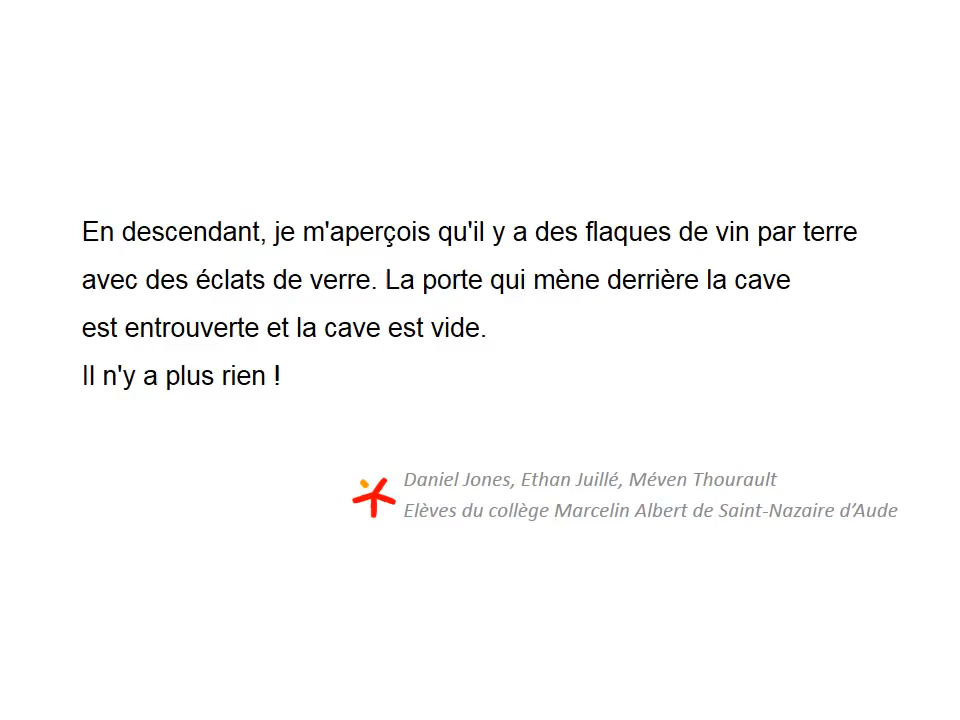 En descendant, je m'aperçois qu'il y a des flaques de vin par terre
avec des éclats de verre. La porte qui mène derrière la cave
est entrouverte et la cave est vide.
Il n'y a plus rien !
Daniel Jones, Ethan Juillé, Méven Thourault
Elèves du collège Marcelin Albert de Saint-Nazaire d’Aude